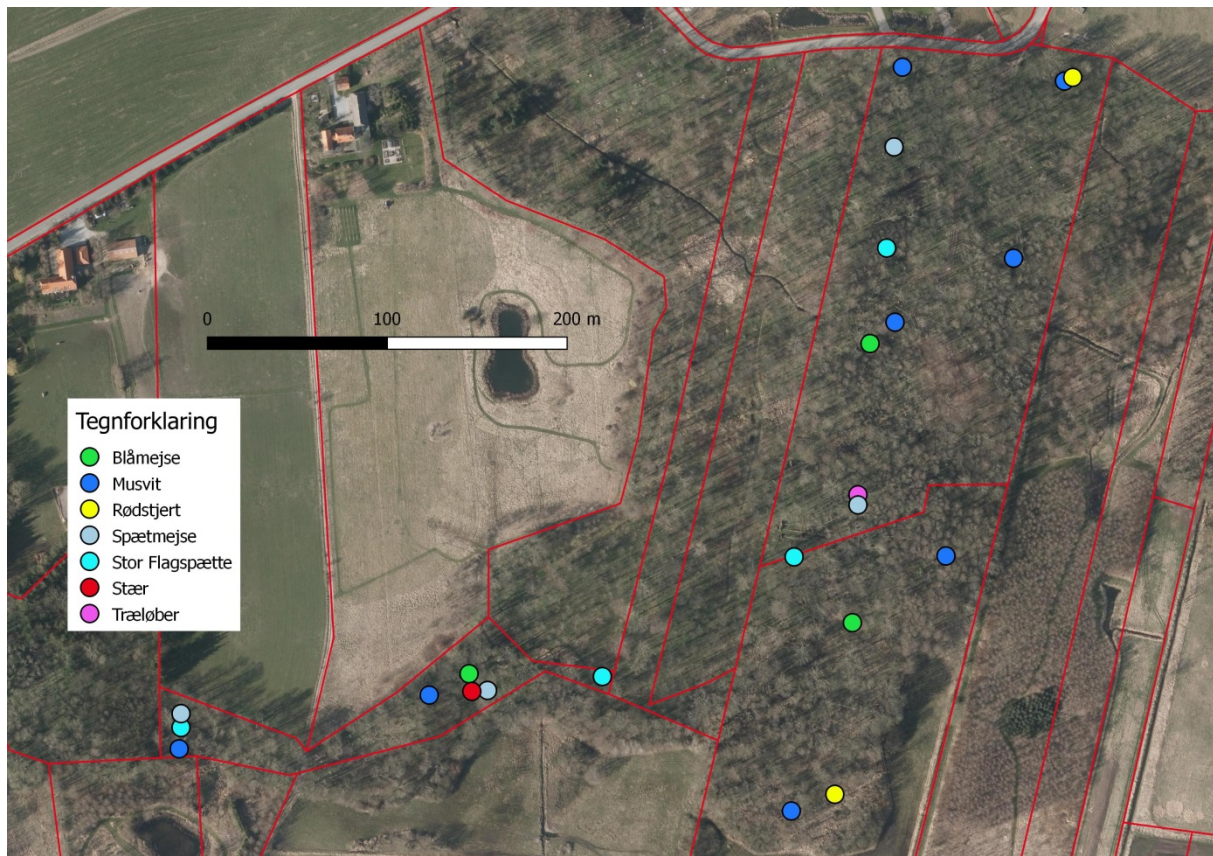 0 100 200 m
Tegnforklaring
Blåmejse
Musvit
Rødstjert
Spætmejse
Stor Flagspætte
Stær
Træløber